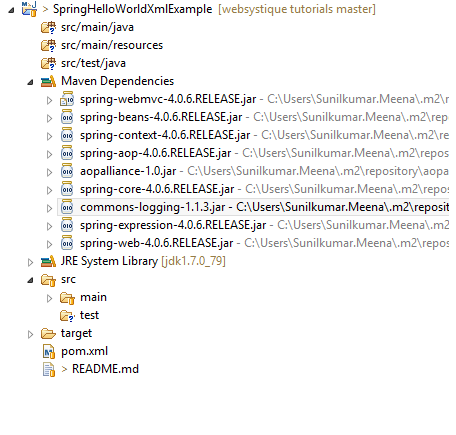 > SpringHelloWorldXmlExample [websystique tutorials master]
src/main/java
src/main/resources
src/test/java
Maven Dependencies
spring-webmvc-4.0.6.RELEASE.jar - C:\Users\Sunilkumar.Meena\.m2\
spring-beans-4.0.6.RELEASE.jar - C:\Users\Sunilkumar.Meena\.m2\repo
spring-context-4.0.6.RELEASE.jar - C:\Users\Sunilkumar.Meena\.m2\re
spring-aop-4.0.6.RELEASE.jar - C:\Users\Sunilkumar.Meena\.m2\repos
aopalliance-1.0.jar - C:\Users\Sunilkumar.Meena\.m2\repository\aopa
spring-core-4.0.6.RELEASE.jar - C:\Users\Sunilkumar.Meena\.m2\repo
commons-logging-1.1.3.jar - C:\Users\Sunilkumar.Meena\.m2\reposit
spring-expression-4.0.6.RELEASE.jar - C:\Users\Sunilkumar.Meena\.m2
spring-web-4.0.6.RELEASE.jar - C:\Users\Sunilkumar.Meena\.m2\repos
JRE System Library [jdk1.7.0_79]
src
main
test
target
pom.xml
> README.md